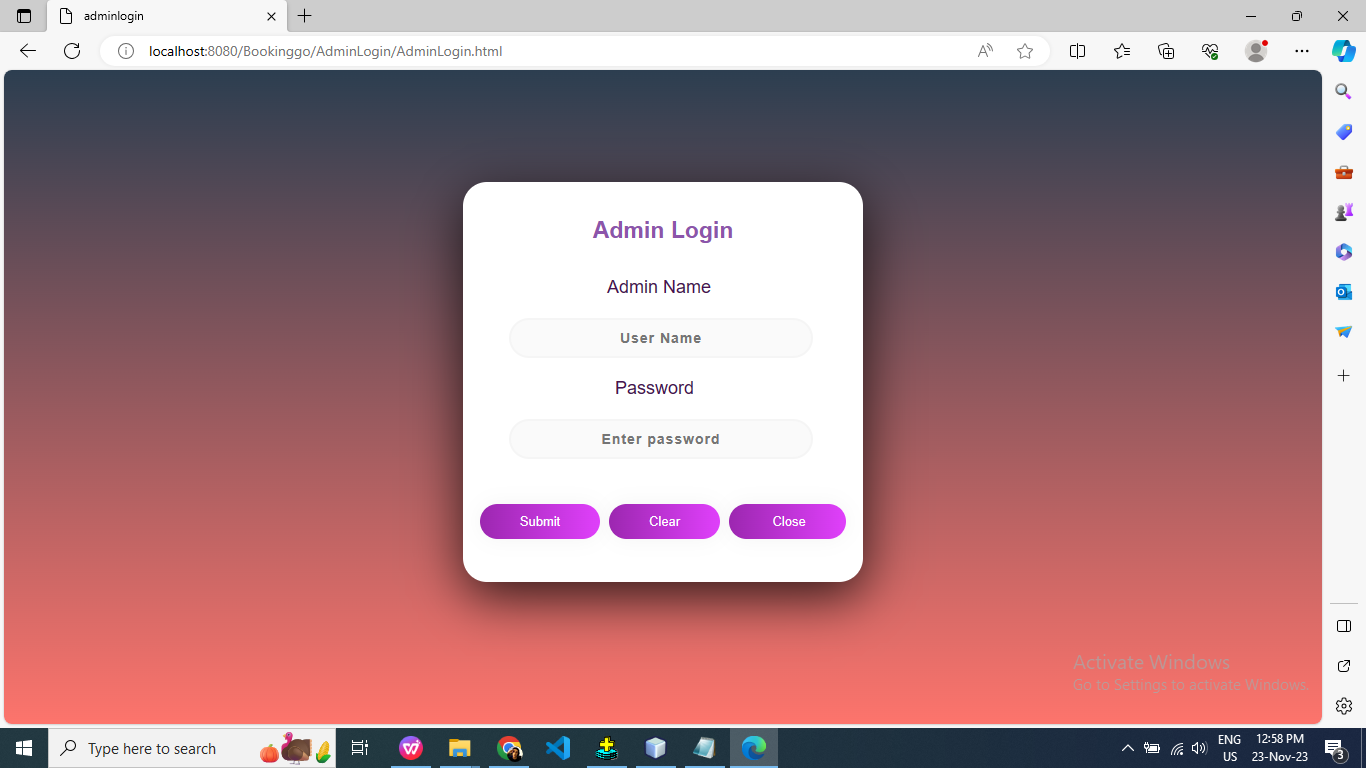 adminlogin
localhost:8080/Bookinggo/AdminLogin/AdminLogin.html
Admin Login
Admin Name
User Name
Password
Enter password
Submit Clear Close
Activate Windows
Go to Settings to activate Windows.
Type here to search
ENG 12:58 PM
US 23-Nov-23
3